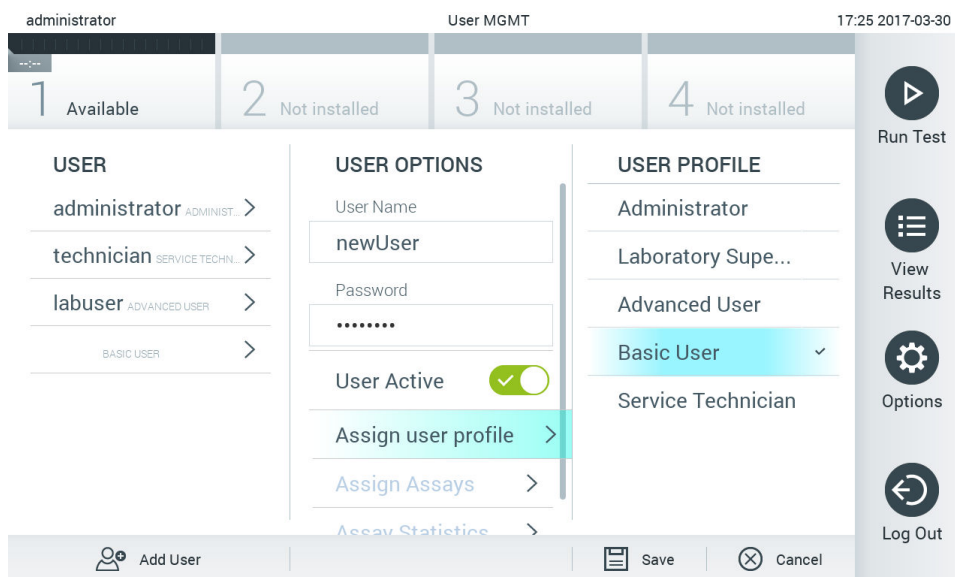 administrator
User MGMT
17:25 2017-03-30
--:--
1 Available
2 Not installed
3 Not installed
4 Not installed
Run Test
USER
administrator ADMINIST...
technician SERVICE TECHN...
labuser ADVANCED USER
BASIC USER
USER OPTIONS
User Name
newUser
Password
••••••••
User Active
Assign user profile
Assign Assays
Assay Statistics
USER PROFILE
Administrator
Laboratory Supe...
Advanced User
Basic User
Service Technician
View
Results
Options
Log Out
Add User
Save
Cancel